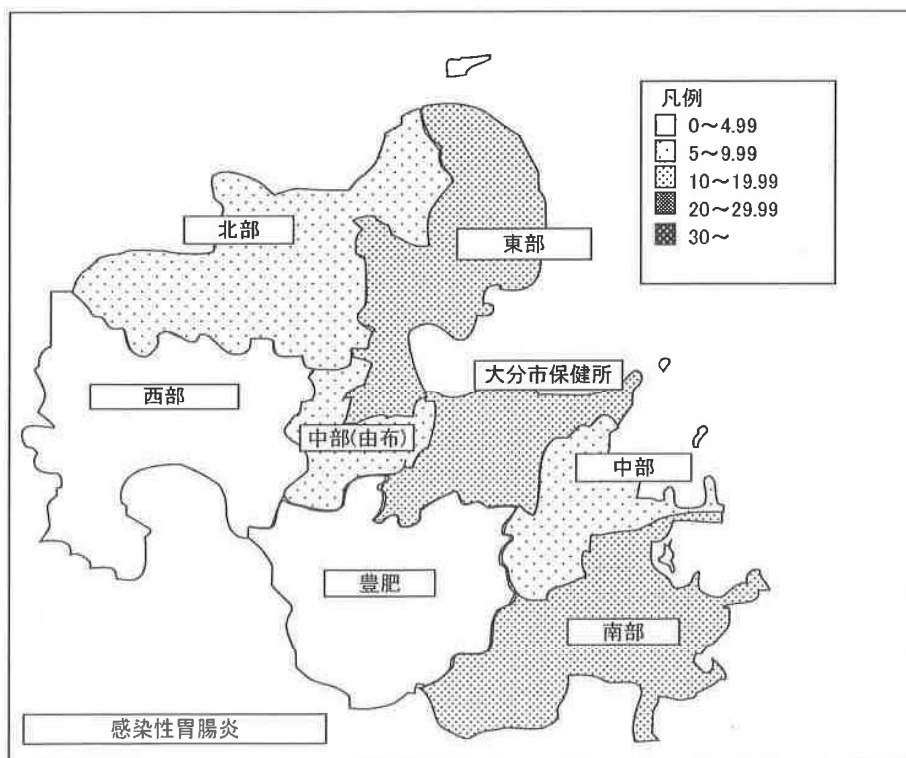 凡例
0～4.99
5～9.99
10～19.99
20～29.99
30～
北部
東部
大分市保健所
西部
中部(由布)
中部
豊肥
南部
感染性胃腸炎